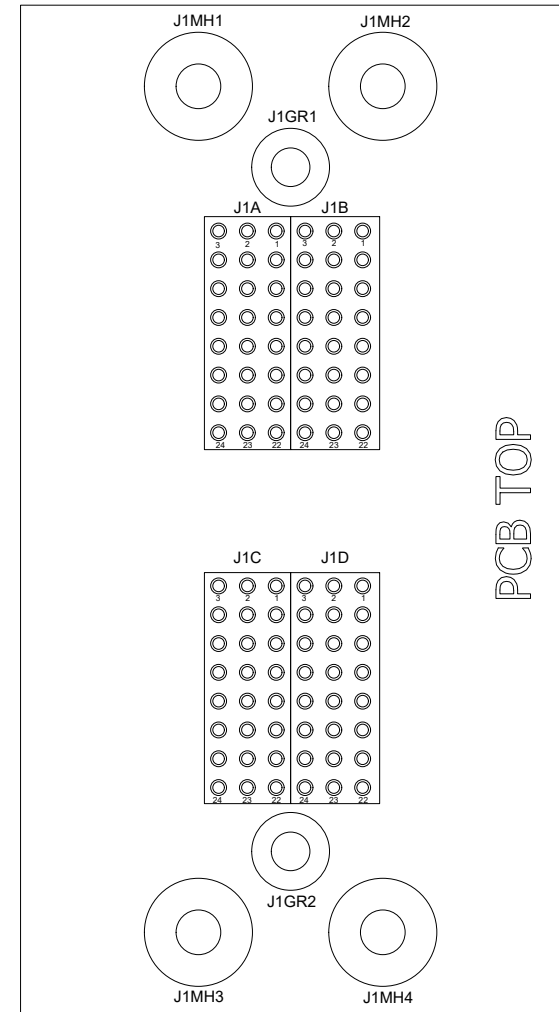 J1MH1 J1MH2
J1GR1
J1A J1B
3 2 1 3 2 1
24 23 22 24 23 22
PCB TOP
J1C J1D
3 2 1 3 2 1
24 23 22 24 23 22
J1GR2
J1MH3 J1MH4